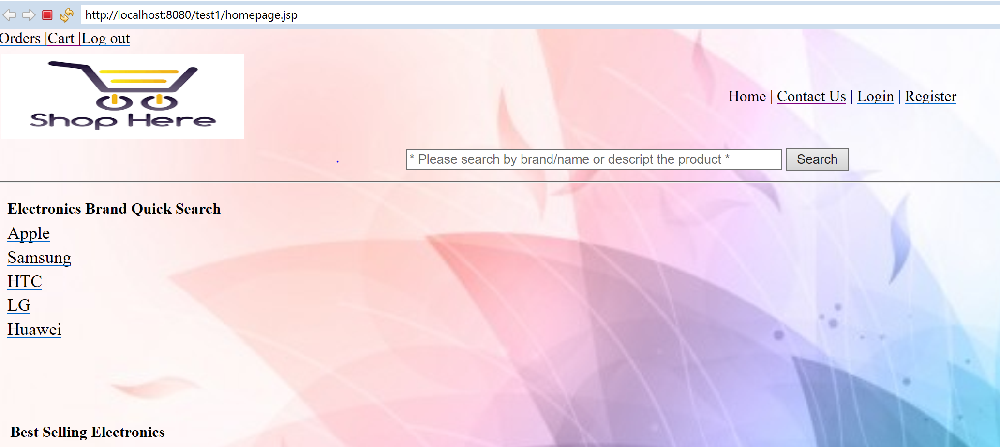 http://localhost:8080/test1/homepage.jsp
Orders |Cart |Log out
Shop Here
Home | Contact Us | Login | Register
* Please search by brand/name or descript the product * Search
Electronics Brand Quick Search
Apple
Samsung
HTC
LG
Huawei
Best Selling Electronics